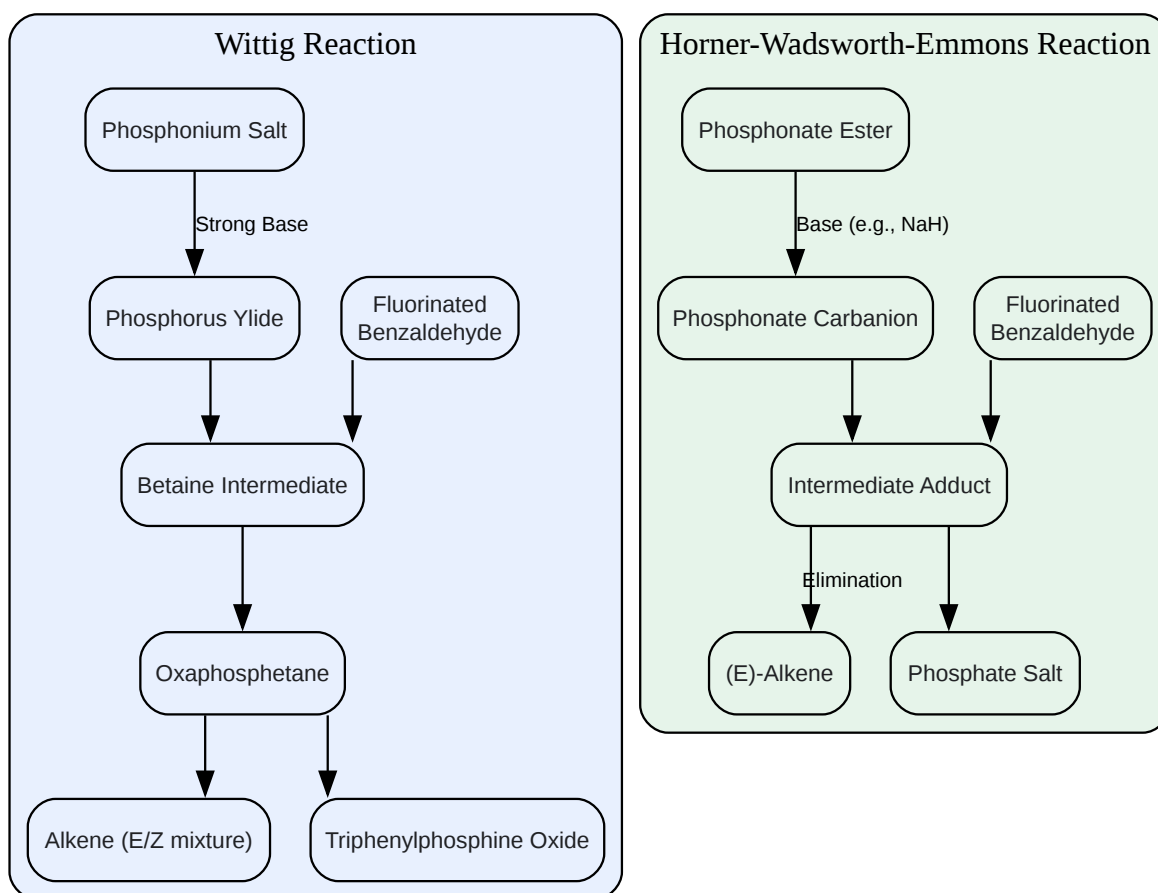 Wittig Reaction
Phosphonium Salt
Strong Base
Phosphorus Ylide
Fluorinated
Benzaldehyde
Betaine Intermediate
Oxaphosphetane
Alkene (E/Z mixture)
Triphenylphosphine Oxide
Horner-Wadsworth-Emmons Reaction
Phosphonate Ester
Base (e.g., NaH)
Phosphonate Carbanion
Fluorinated
Benzaldehyde
Intermediate Adduct
Elimination
(E)-Alkene
Phosphate Salt